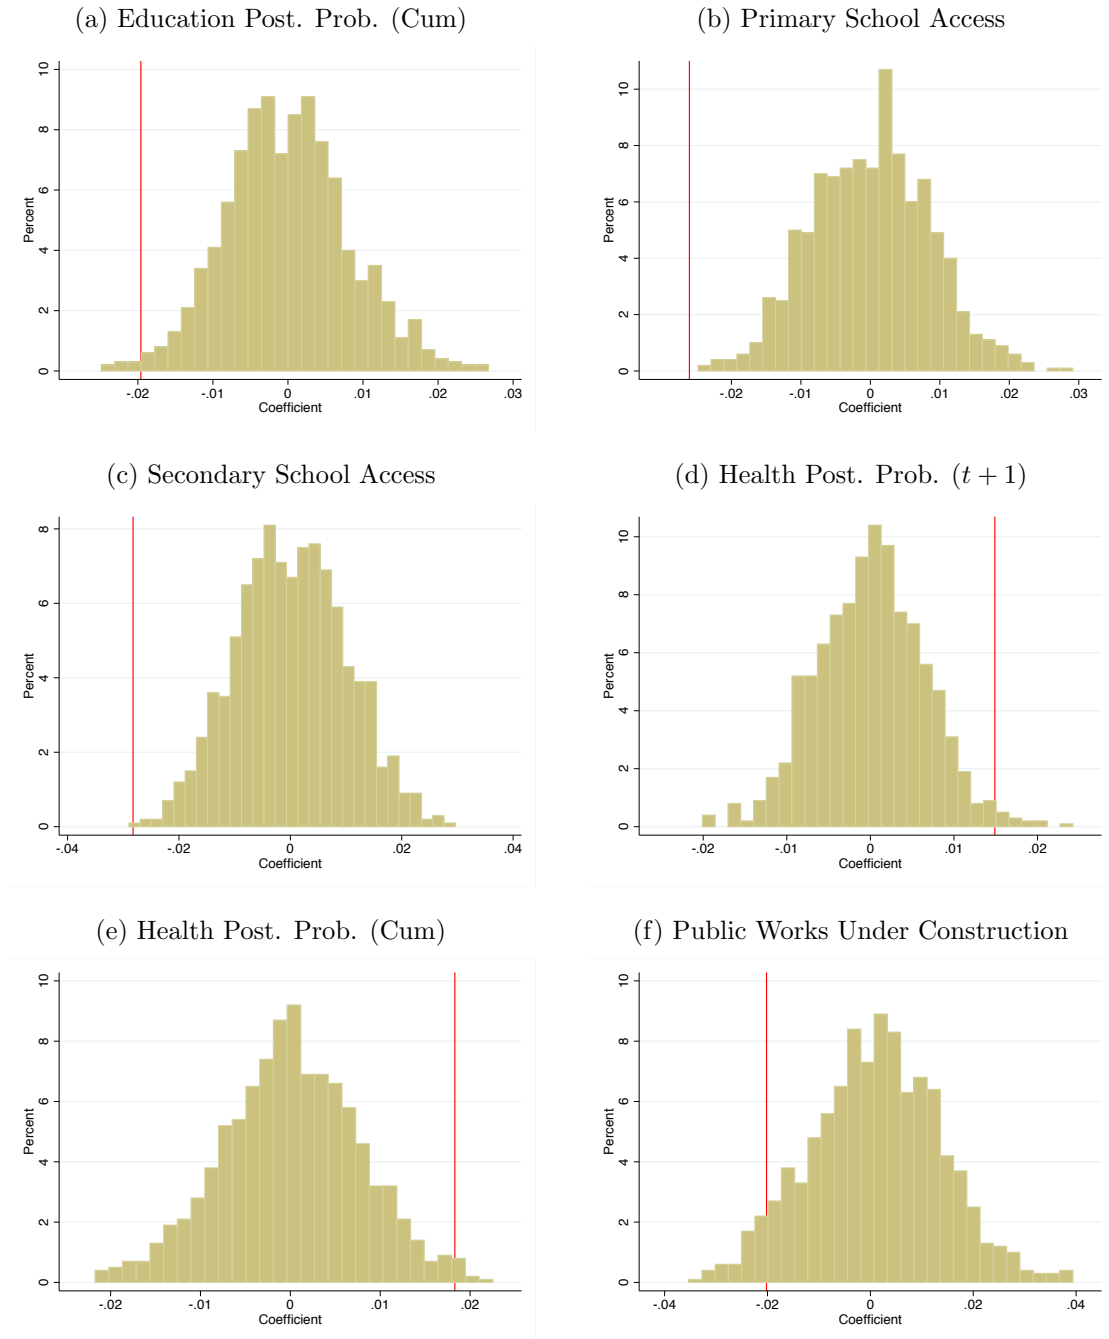 (a) Education Post. Prob. (Cum)
10
8
6
4
2
0
Percent
-.02 -.01 0 .01 .02 .03
Coefficient
(b) Primary School Access
10
8
6
4
2
0
Percent
-.02 -.01 0 .01 .02 .03
Coefficient
(c) Secondary School Access
8
6
4
2
0
Percent
-.04 -.02 0 .02 .04
Coefficient
(d) Health Post. Prob. (t + 1)
10
8
6
4
2
0
Percent
-.02 -.01 0 .01 .02
Coefficient
(e) Health Post. Prob. (Cum)
10
8
6
4
2
0
Percent
-.02 -.01 0 .01 .02
Coefficient
(f) Public Works Under Construction
10
8
6
4
2
0
Percent
-.04 -.02 0 .02 .04
Coefficient